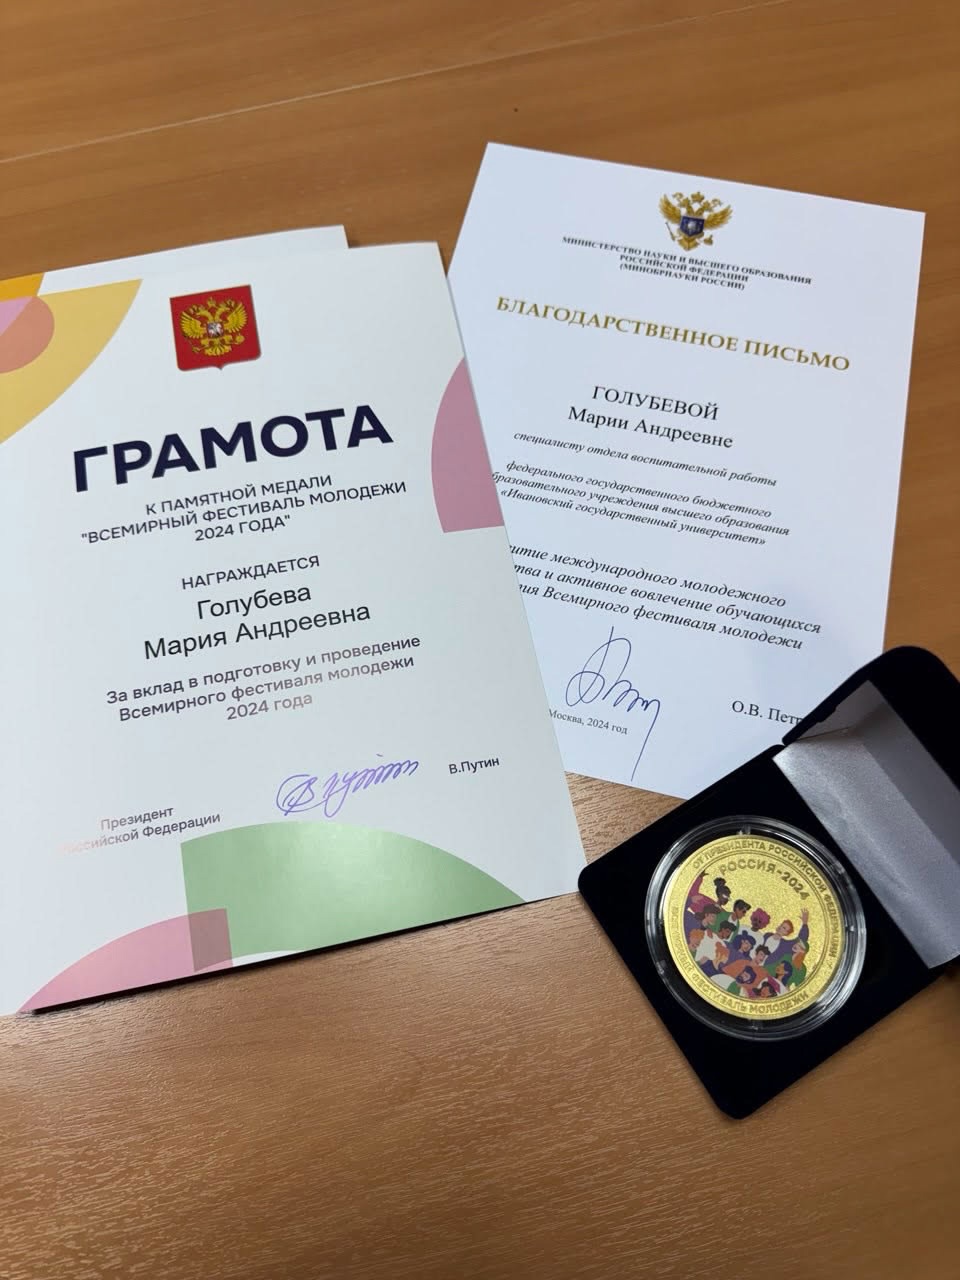 ГРАМОТА
К ПАМЯТНОЙ МЕДАЛИ
"ВСЕМИРНЫЙ ФЕСТИВАЛЬ МОЛОДЕЖИ
2024 ГОДА"
НАГРАЖДАЕТСЯ
Голубева
Мария Андреевна
За вклад в подготовку и проведение
Всемирного фестиваля молодежи
2024 года
Президент
Российской Федерации
В.Путин
МИНИСТЕРСТВО НАУКИ И ВЫСШЕГО ОБРАЗОВАНИЯ
РОССИЙСКОЙ ФЕДЕРАЦИИ
(МИНОБРНАУКИ РОССИИ)
БЛАГОДАРСТВЕННОЕ ПИСЬМО
ГОЛУБЕВОЙ
Марии Андреевне
специалисту отдела воспитательной работы
федерального государственного бюджетного
образовательного учреждения высшего образования
«Ивановский государственный университет»
международного молодежного
и активное вовлечение обучающихся
Всемирного фестиваля молодежи
О.В. Пет
Москва, 2024 год
ОТ ПРЕЗИДЕНТА РОССИЙСКОЙ ФЕДЕРАЦИИ
РОССИЯ-2024
ФЕСТИВАЛЬ МОЛОДЕЖИ